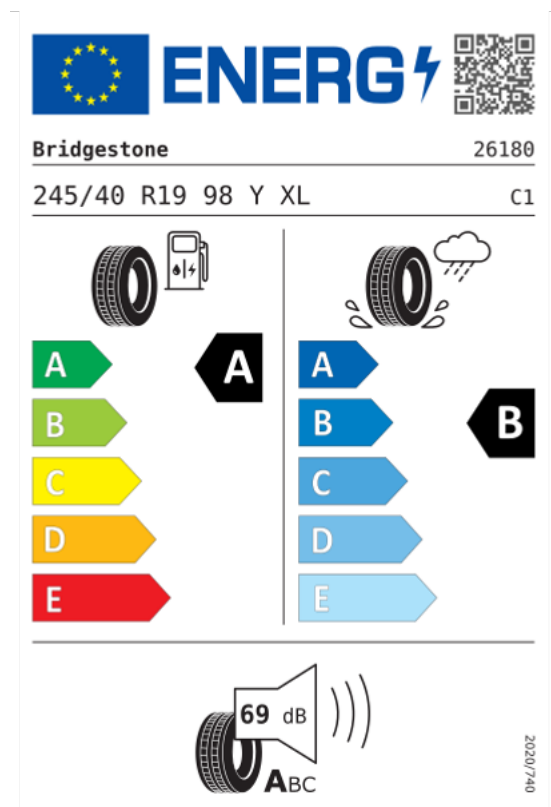 ENERG
Bridgestone 26180
245/40 R19 98 Y XL C1
A A A
B B B
C C
D D
E E
69 dB
ABC
2020/740